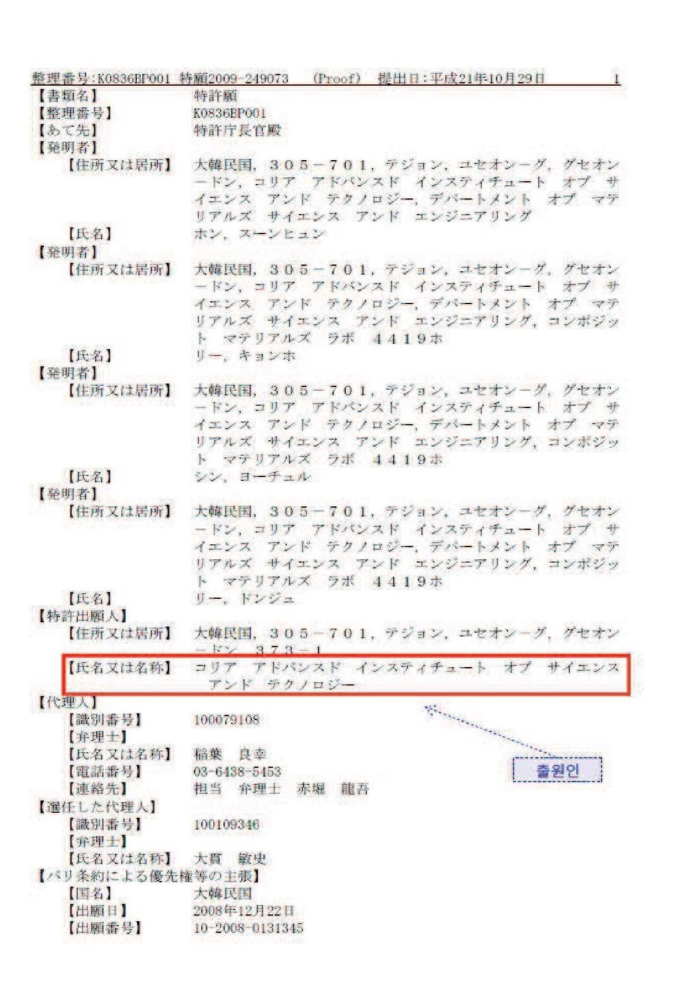 整理番号:K0836BP001 特願2009-249073 (Proof) 提出日:平成21年10月29日 1
【書類名】 特許願
【整理番号】 K0836BP001
【あて先】 特許庁長官殿
【発明者】
【住所又は居所】 大韓民国，３０５－７０１，テジョン，ユセオン－グ，グセオン
－ドン，コリア アドバンスド インスティチュート オブ サ
イエンス アンド テクノロジー，デパートメント オブ マテ
リアルズ サイエンス アンド エンジニアリング
【氏名】 ホン，スーンヒュン
【発明者】
【住所又は居所】 大韓民国，３０５－７０１，テジョン，ユセオン－グ，グセオン
－ドン，コリア アドバンスド インスティチュート オブ サ
イエンス アンド テクノロジー，デパートメント オブ マテ
リアルズ サイエンス アンド エンジニアリング，コンポジッ
ト マテリアルズ ラボ ４４１９ホ
【氏名】 リー，キョンホ
【発明者】
【住所又は居所】 大韓民国，３０５－７０１，テジョン，ユセオン－グ，グセオン
－ドン，コリア アドバンスド インスティチュート オブ サ
イエンス アンド テクノロジー，デパートメント オブ マテ
リアルズ サイエンス アンド エンジニアリング，コンポジッ
ト マテリアルズ ラボ ４４１９ホ
【氏名】 シン，ヨーチュル
【発明者】
【住所又は居所】 大韓民国，３０５－７０１，テジョン，ユセオン－グ，グセオン
－ドン，コリア アドバンスド インスティチュート オブ サ
イエンス アンド テクノロジー，デパートメント オブ マテ
リアルズ サイエンス アンド エンジニアリング，コンポジッ
ト マテリアルズ ラボ ４４１９ホ
【氏名】 リー，ドンジュ
【特許出願人】
【住所又は居所】 大韓民国，３０５－７０１，テジョン，ユセオン－グ，グセオン
－ドン ３７３－１
【氏名又は名称】 コリア アドバンスド インスティチュート オブ サイエンス
アンド テクノロジー
【代理人】
【識別番号】 100079108
【弁理士】
【氏名又は名称】 稲葉 良幸
【電話番号】 03-6438-5453
【連絡先】 担当 弁理士 赤堀 龍吾
출원인
【選任した代理人】
【識別番号】 100109346
【弁理士】
【氏名又は名称】 大貫 敏史
【パリ条約による優先権等の主張】
【国名】 大韓民国
【出願日】 2008年12月22日
【出願番号】 10-2008-0131345